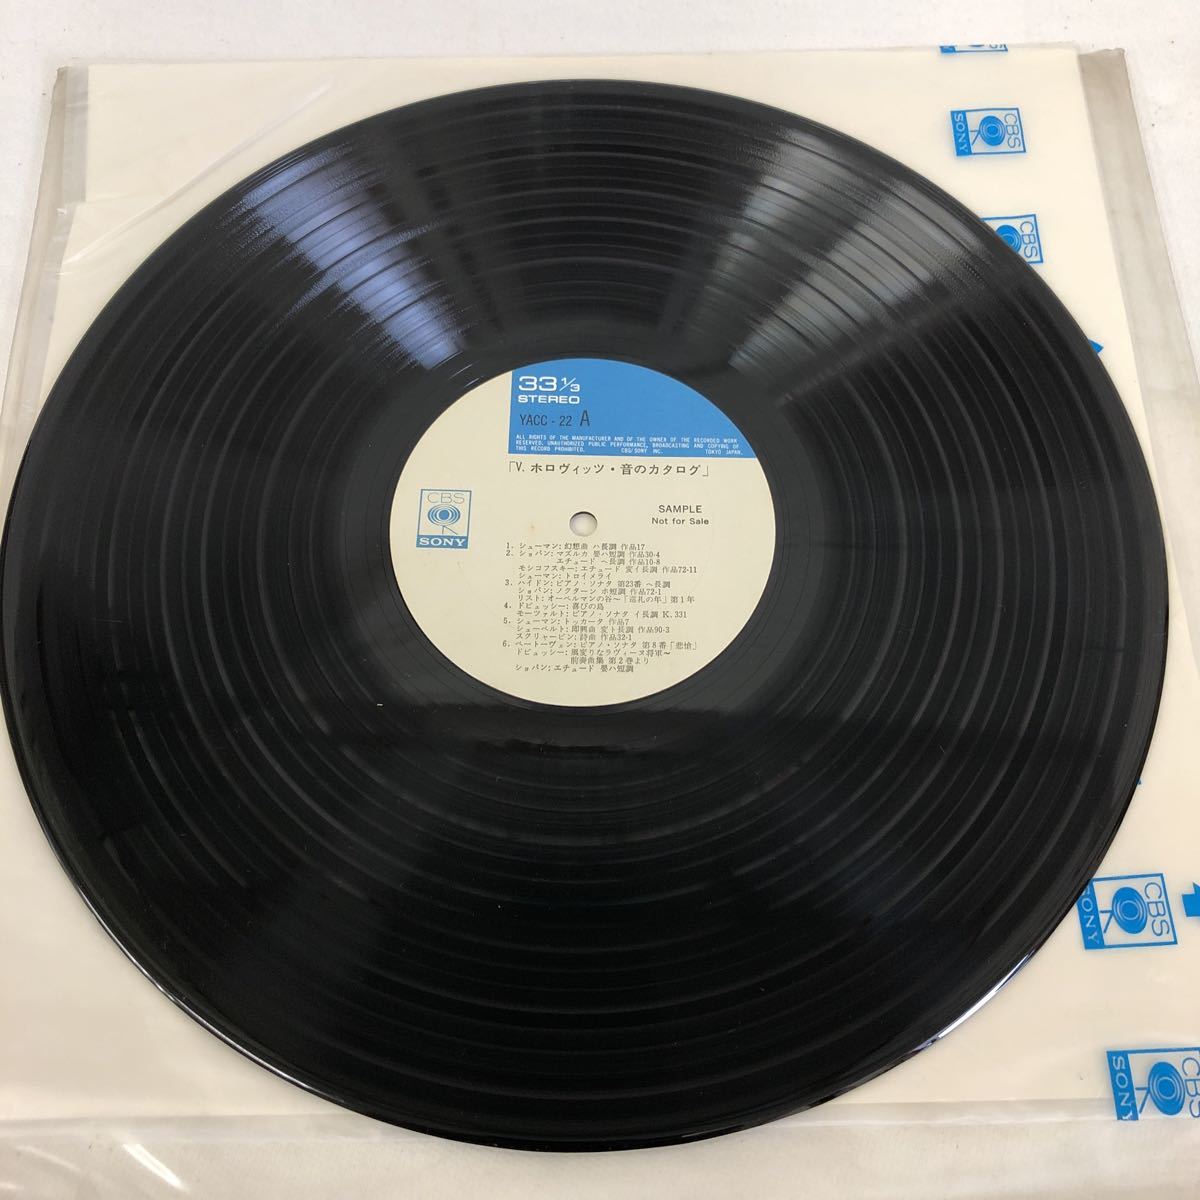 33 1/3
STEREO
YACC - 22 A
ALL RIGHTS OF THE MANUFACTURER AND OF THE OWNER OF THE RECORDED WORK
RESERVED. UNAUTHORIZED PUBLIC PERFORMANCE, BROADCASTING AND COPYING OF
THIS RECORD PROHIBITED. CBS/SONY INC. TOKYO JAPAN.
「V. ホロヴィッツ・音のカタログ」
CBS
SONY
SAMPLE
Not for Sale
1. シューマン: 幻想曲 ハ長調 作品17
2. ショパン: マズルカ 嬰ハ短調 作品30-4
エチュード ヘ長調 作品10-8
モシコフスキー: エチュード 変イ長調 作品72-11
シューマン: トロイメライ
3. ハイドン: ピアノ・ソナタ 第23番 ヘ長調
ショパン: ノクターン ホ短調 作品72-1
リスト: オーベルマンの谷~「巡礼の年」第1年
4. ドビュッシー: 喜びの島
モーツァルト: ピアノ・ソナタ イ長調 K.331
5. シューマン: トッカータ 作品7
シューベルト: 即興曲 変ト長調 作品90-3
スクリャービン: 詩曲 作品32-1
6. ベートーヴェン: ピアノ・ソナタ 第8番「悲愴」
ドビュッシー: 風変りなラヴィーヌ将軍~
前奏曲集 第2巻より
ショパン: エチュード 嬰ハ短調
CBS
SONY
CBS
CBS
SONY
CBS
SONY